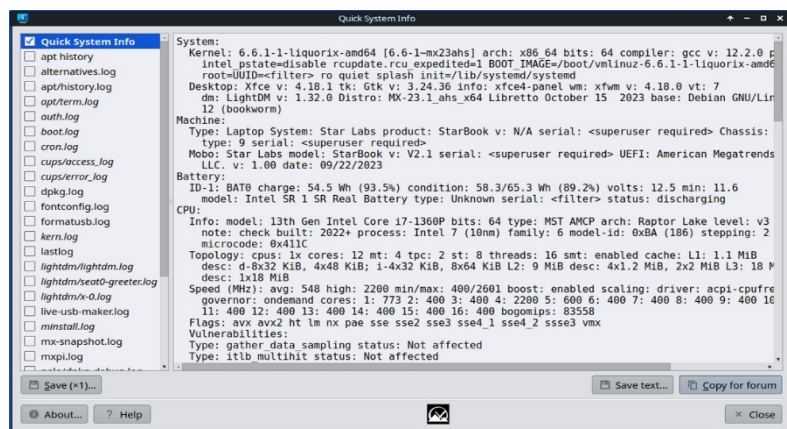 Quick System Info
Quick System Info
apt history
alternatives.log
apt/history.log
apt/term.log
auth.log
boot.log
cron.log
cups/access_log
cups/error_log
dpkg.log
fontconfig.log
formatusb.log
kern.log
lastlog
lightdm/lightdm.log
lightdm/seat0-greeter.log
lightdm/x-0.log
live-usb-maker.log
minstall.log
mx-snapshot.log
mxpi.log
System:
Kernel: 6.6.1-1-liquorix-amd64 [6.6-1~mx23ahs] arch: x86_64 bits: 64 compiler: gcc v: 12.2.0 p
intel_pstate=disable rcupdate.rcu_expedited=1 BOOT_IMAGE=/boot/vmlinuz-6.6.1-1-liquorix-amd6
root=UUID=<filter> ro quiet splash init=/lib/systemd/systemd
Desktop: Xfce v: 4.18.1 tk: Gtk v: 3.24.36 info: xfce4-panel wm: xfwm v: 4.18.0 vt: 7
dm: LightDM v: 1.32.0 Distro: MX-23.1_ahs_x64 Libretto October 15 2023 base: Debian GNU/Lin
12 (bookworm)
Machine:
Type: Laptop System: Star Labs product: StarBook v: N/A serial: <superuser required> Chassis:
type: 9 serial: <superuser required>
Mobo: Star Labs model: StarBook v: V2.1 serial: <superuser required> UEFI: American Megatrends
LLC. v: 1.00 date: 09/22/2023
Battery:
ID-1: BAT0 charge: 54.5 Wh (93.5%) condition: 58.3/65.3 Wh (89.2%) volts: 12.5 min: 11.6
model: Intel SR 1 SR Real Battery type: Unknown serial: <filter> status: discharging
CPU:
Info: model: 13th Gen Intel Core i7-1360P bits: 64 type: MST AMCP arch: Raptor Lake level: v3
note: check built: 2022+ process: Intel 7 (10nm) family: 6 model-id: 0xBA (186) stepping: 2
microcode: 0x411C
Topology: cpus: 1x cores: 12 mt: 4 tpc: 2 st: 8 threads: 16 smt: enabled cache: L1: 1.1 MiB
desc: d-8x32 KiB, 4x48 KiB; i-4x32 KiB, 8x64 KiB L2: 9 MiB desc: 4x1.2 MiB, 2x2 MiB L3: 18 M
desc: 1x18 MiB
Speed (MHz): avg: 548 high: 2200 min/max: 400/2601 boost: enabled scaling: driver: acpi-cpufre
governor: ondemand cores: 1: 773 2: 400 3: 400 4: 2200 5: 600 6: 400 7: 400 8: 400 9: 400 10
11: 400 12: 400 13: 400 14: 400 15: 400 16: 400 bogomips: 83558
Flags: avx avx2 ht lm nx pae sse sse2 sse3 sse4_1 sse4_2 ssse3 vmx
Vulnerabilities:
Type: gather_data_sampling status: Not affected
Type: itlb_multihit status: Not affected
Save (×1)...
Save text...
Copy for forum
About...
? Help
× Close